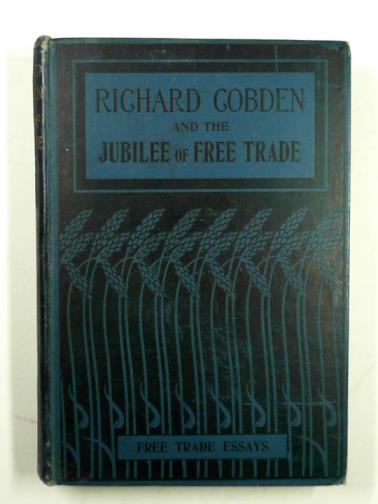 RICHARD COBDEN
AND THE
JUBILEE OF FREE TRADE
FREE TRADE ESSAYS